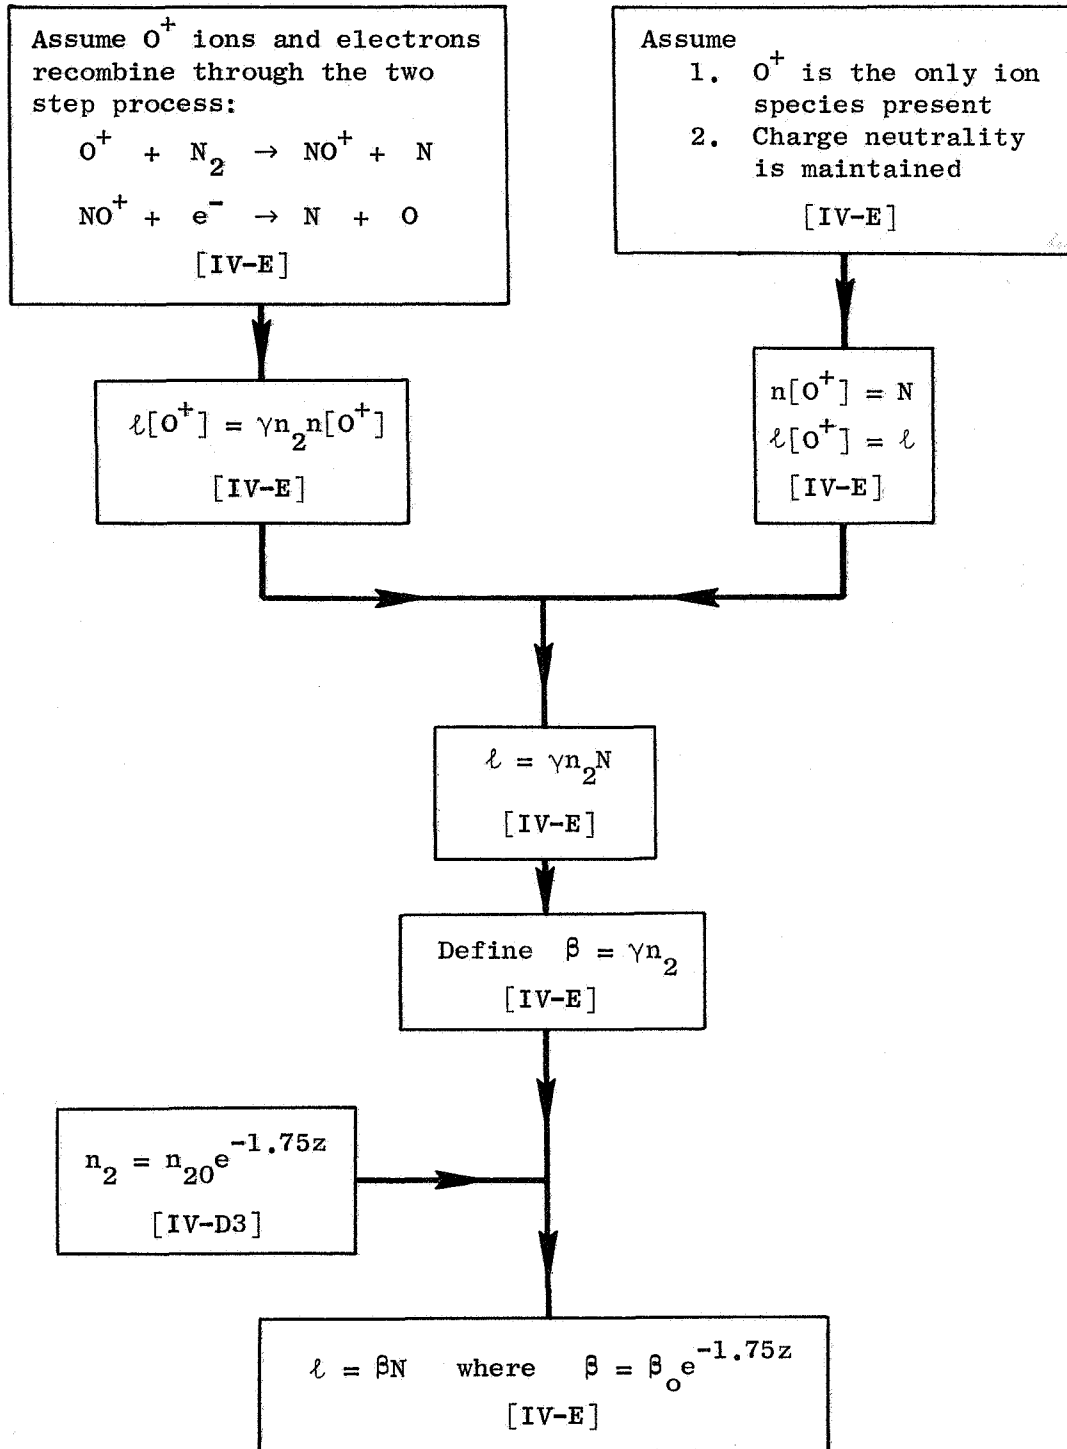 Assume O⁺ ions and electrons
recombine through the two
step process:
O⁺ + N₂ → NO⁺ + N
NO⁺ + e⁻ → N + O
[IV-E]
Assume
1. O⁺ is the only ion
species present
2. Charge neutrality
is maintained
[IV-E]
ℓ[O⁺] = γn₂n[O⁺]
[IV-E]
n[O⁺] = N
ℓ[O⁺] = ℓ
[IV-E]
ℓ = γn₂N
[IV-E]
Define β = γn₂
[IV-E]
n₂ = n₂₀e⁻¹·⁷⁵ᶻ
[IV-D3]
ℓ = βN where β = βₒe⁻¹·⁷⁵ᶻ
[IV-E]